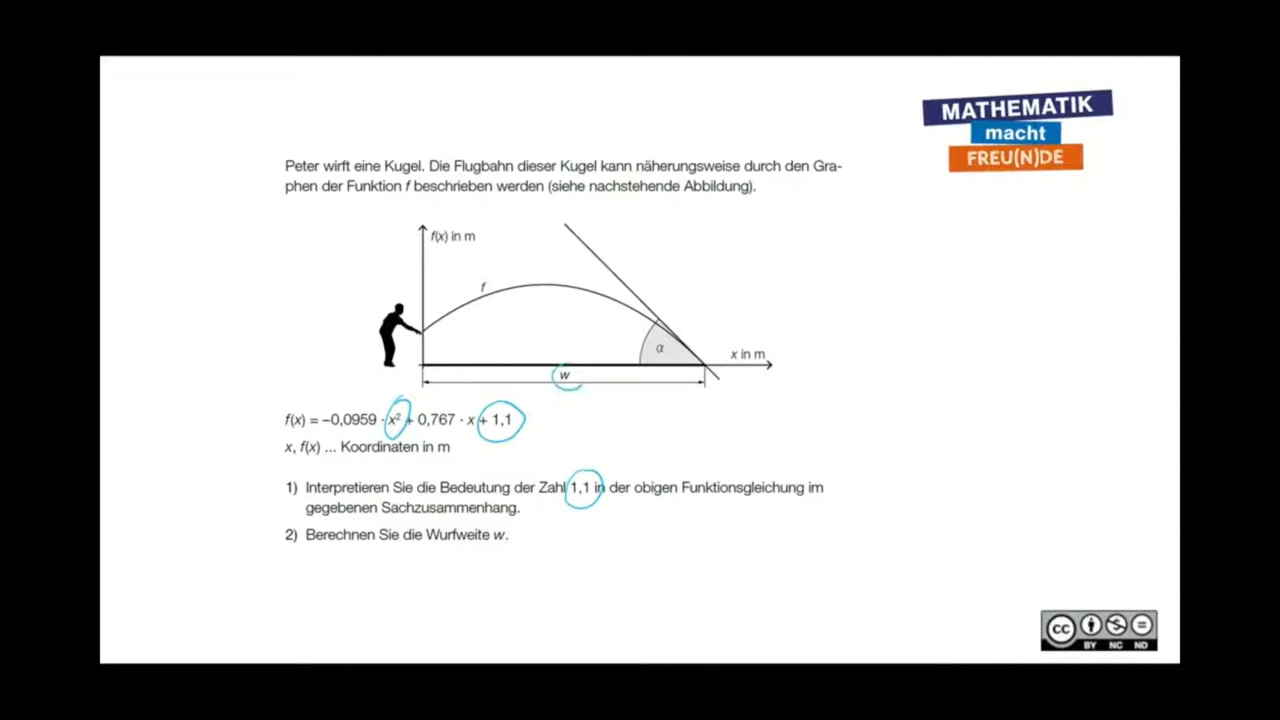 MATHEMATIK
macht
FREU(N)DE
Peter wirft eine Kugel. Die Flugbahn dieser Kugel kann näherungsweise durch den Gra-
phen der Funktion f beschrieben werden (siehe nachstehende Abbildung).
f(x) in m
f
α
x in m
w
f(x) = −0,0959 · x² + 0,767 · x + 1,1
x, f(x) ... Koordinaten in m
1) Interpretieren Sie die Bedeutung der Zahl 1,1 in der obigen Funktionsgleichung im
gegebenen Sachzusammenhang.
2) Berechnen Sie die Wurfweite w.
cc
BY NC ND